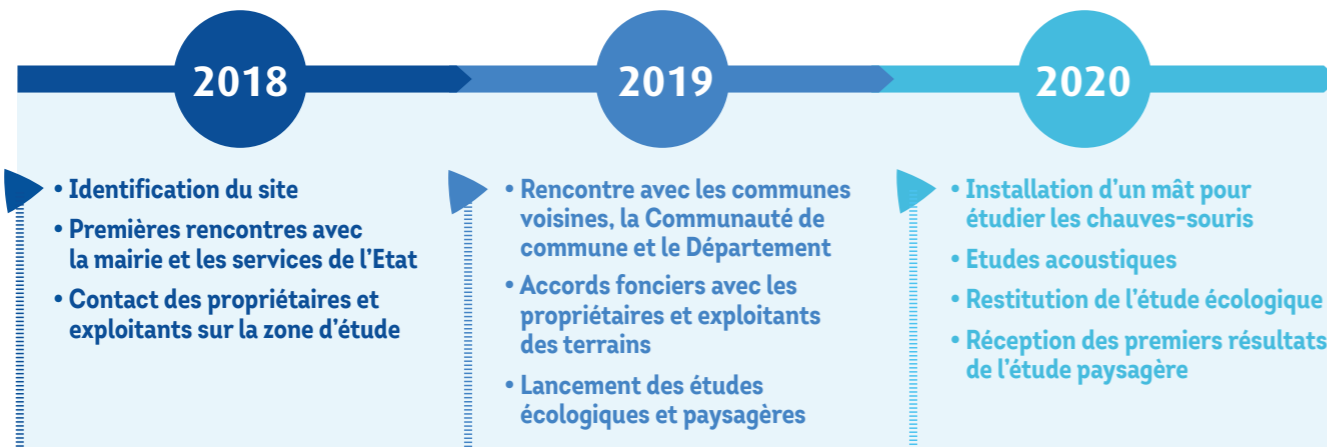 2018
• Identification du site
• Premières rencontres avec
la mairie et les services de l'Etat
• Contact des propriétaires et
exploitants sur la zone d'étude
2019
• Rencontre avec les communes
voisines, la Communauté de
commune et le Département
• Accords fonciers avec les
propriétaires et exploitants
des terrains
• Lancement des études
écologiques et paysagères
2020
• Installation d'un mât pour
étudier les chauves-souris
• Etudes acoustiques
• Restitution de l'étude écologique
• Réception des premiers résultats
de l'étude paysagère